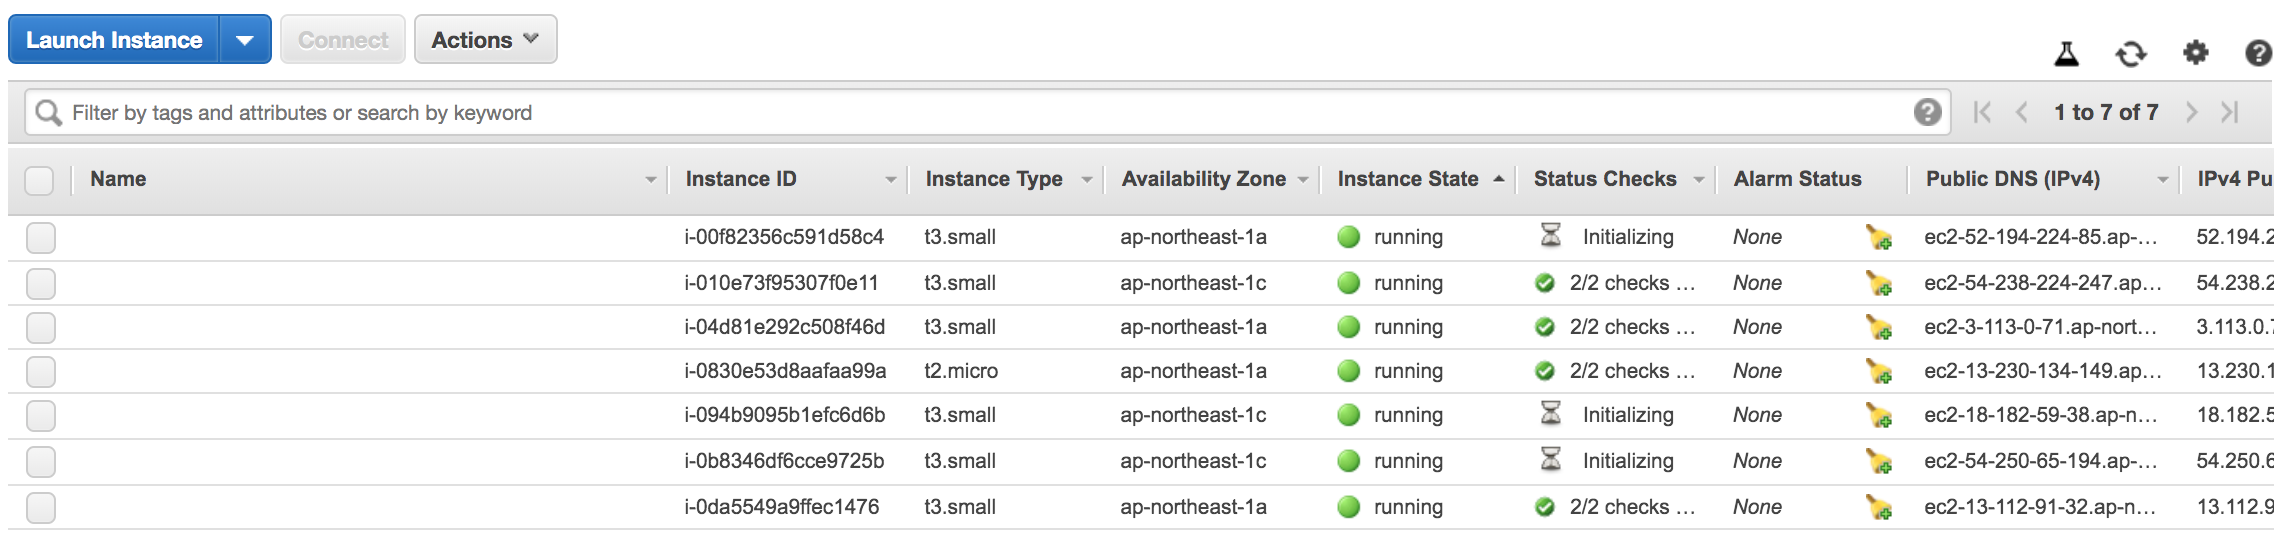 Launch Instance Connect Actions
Filter by tags and attributes or search by keyword 1 to 7 of 7
Name Instance ID Instance Type Availability Zone Instance State Status Checks Alarm Status Public DNS (IPv4) IPv4 Pu
i-00f82356c591d58c4 t3.small ap-northeast-1a running Initializing None ec2-52-194-224-85.ap-... 52.194.2
i-010e73f95307f0e11 t3.small ap-northeast-1c running 2/2 checks ... None ec2-54-238-224-247.ap... 54.238.2
i-04d81e292c508f46d t3.small ap-northeast-1a running 2/2 checks ... None ec2-3-113-0-71.ap-nort... 3.113.0.7
i-0830e53d8aafaa99a t2.micro ap-northeast-1a running 2/2 checks ... None ec2-13-230-134-149.ap... 13.230.1
i-094b9095b1efc6d6b t3.small ap-northeast-1c running Initializing None ec2-18-182-59-38.ap-n... 18.182.5
i-0b8346df6cce9725b t3.small ap-northeast-1c running Initializing None ec2-54-250-65-194.ap-... 54.250.6
i-0da5549a9ffec1476 t3.small ap-northeast-1a running 2/2 checks ... None ec2-13-112-91-32.ap-n... 13.112.9